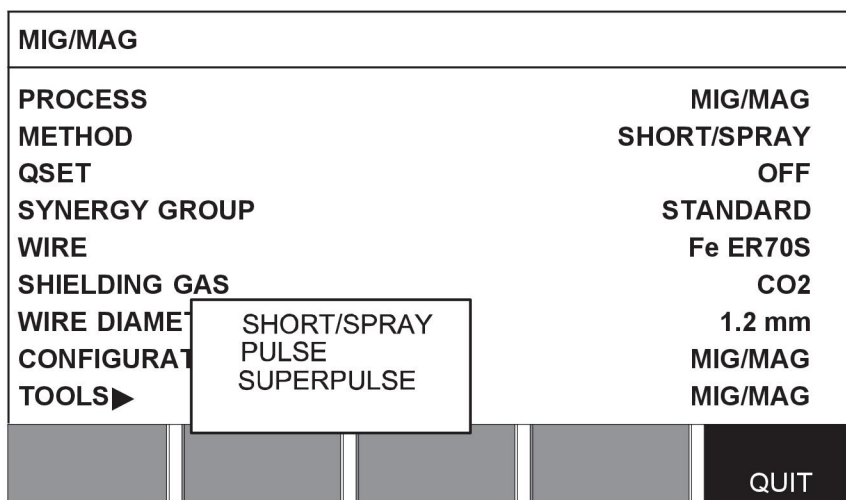 MIG/MAG
PROCESS MIG/MAG
METHOD SHORT/SPRAY
QSET OFF
SYNERGY GROUP STANDARD
WIRE Fe ER70S
SHIELDING GAS CO2
WIRE DIAMET 1.2 mm
CONFIGURAT MIG/MAG
TOOLS▶ MIG/MAG
SHORT/SPRAY
PULSE
SUPERPULSE
QUIT